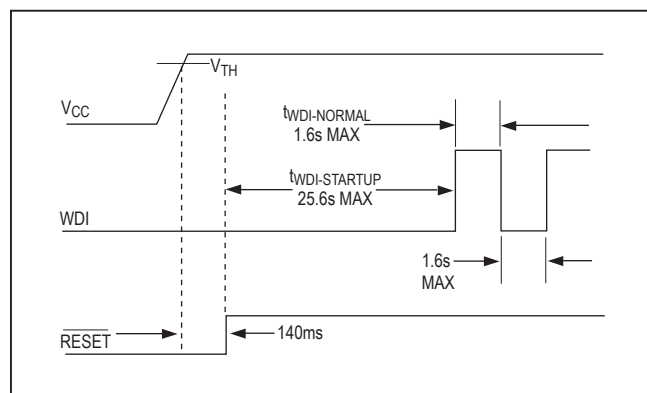 VTH
VCC
tWDI-NORMAL
1.6s MAX
tWDI-STARTUP
25.6s MAX
WDI
1.6s
MAX
RESET
140ms